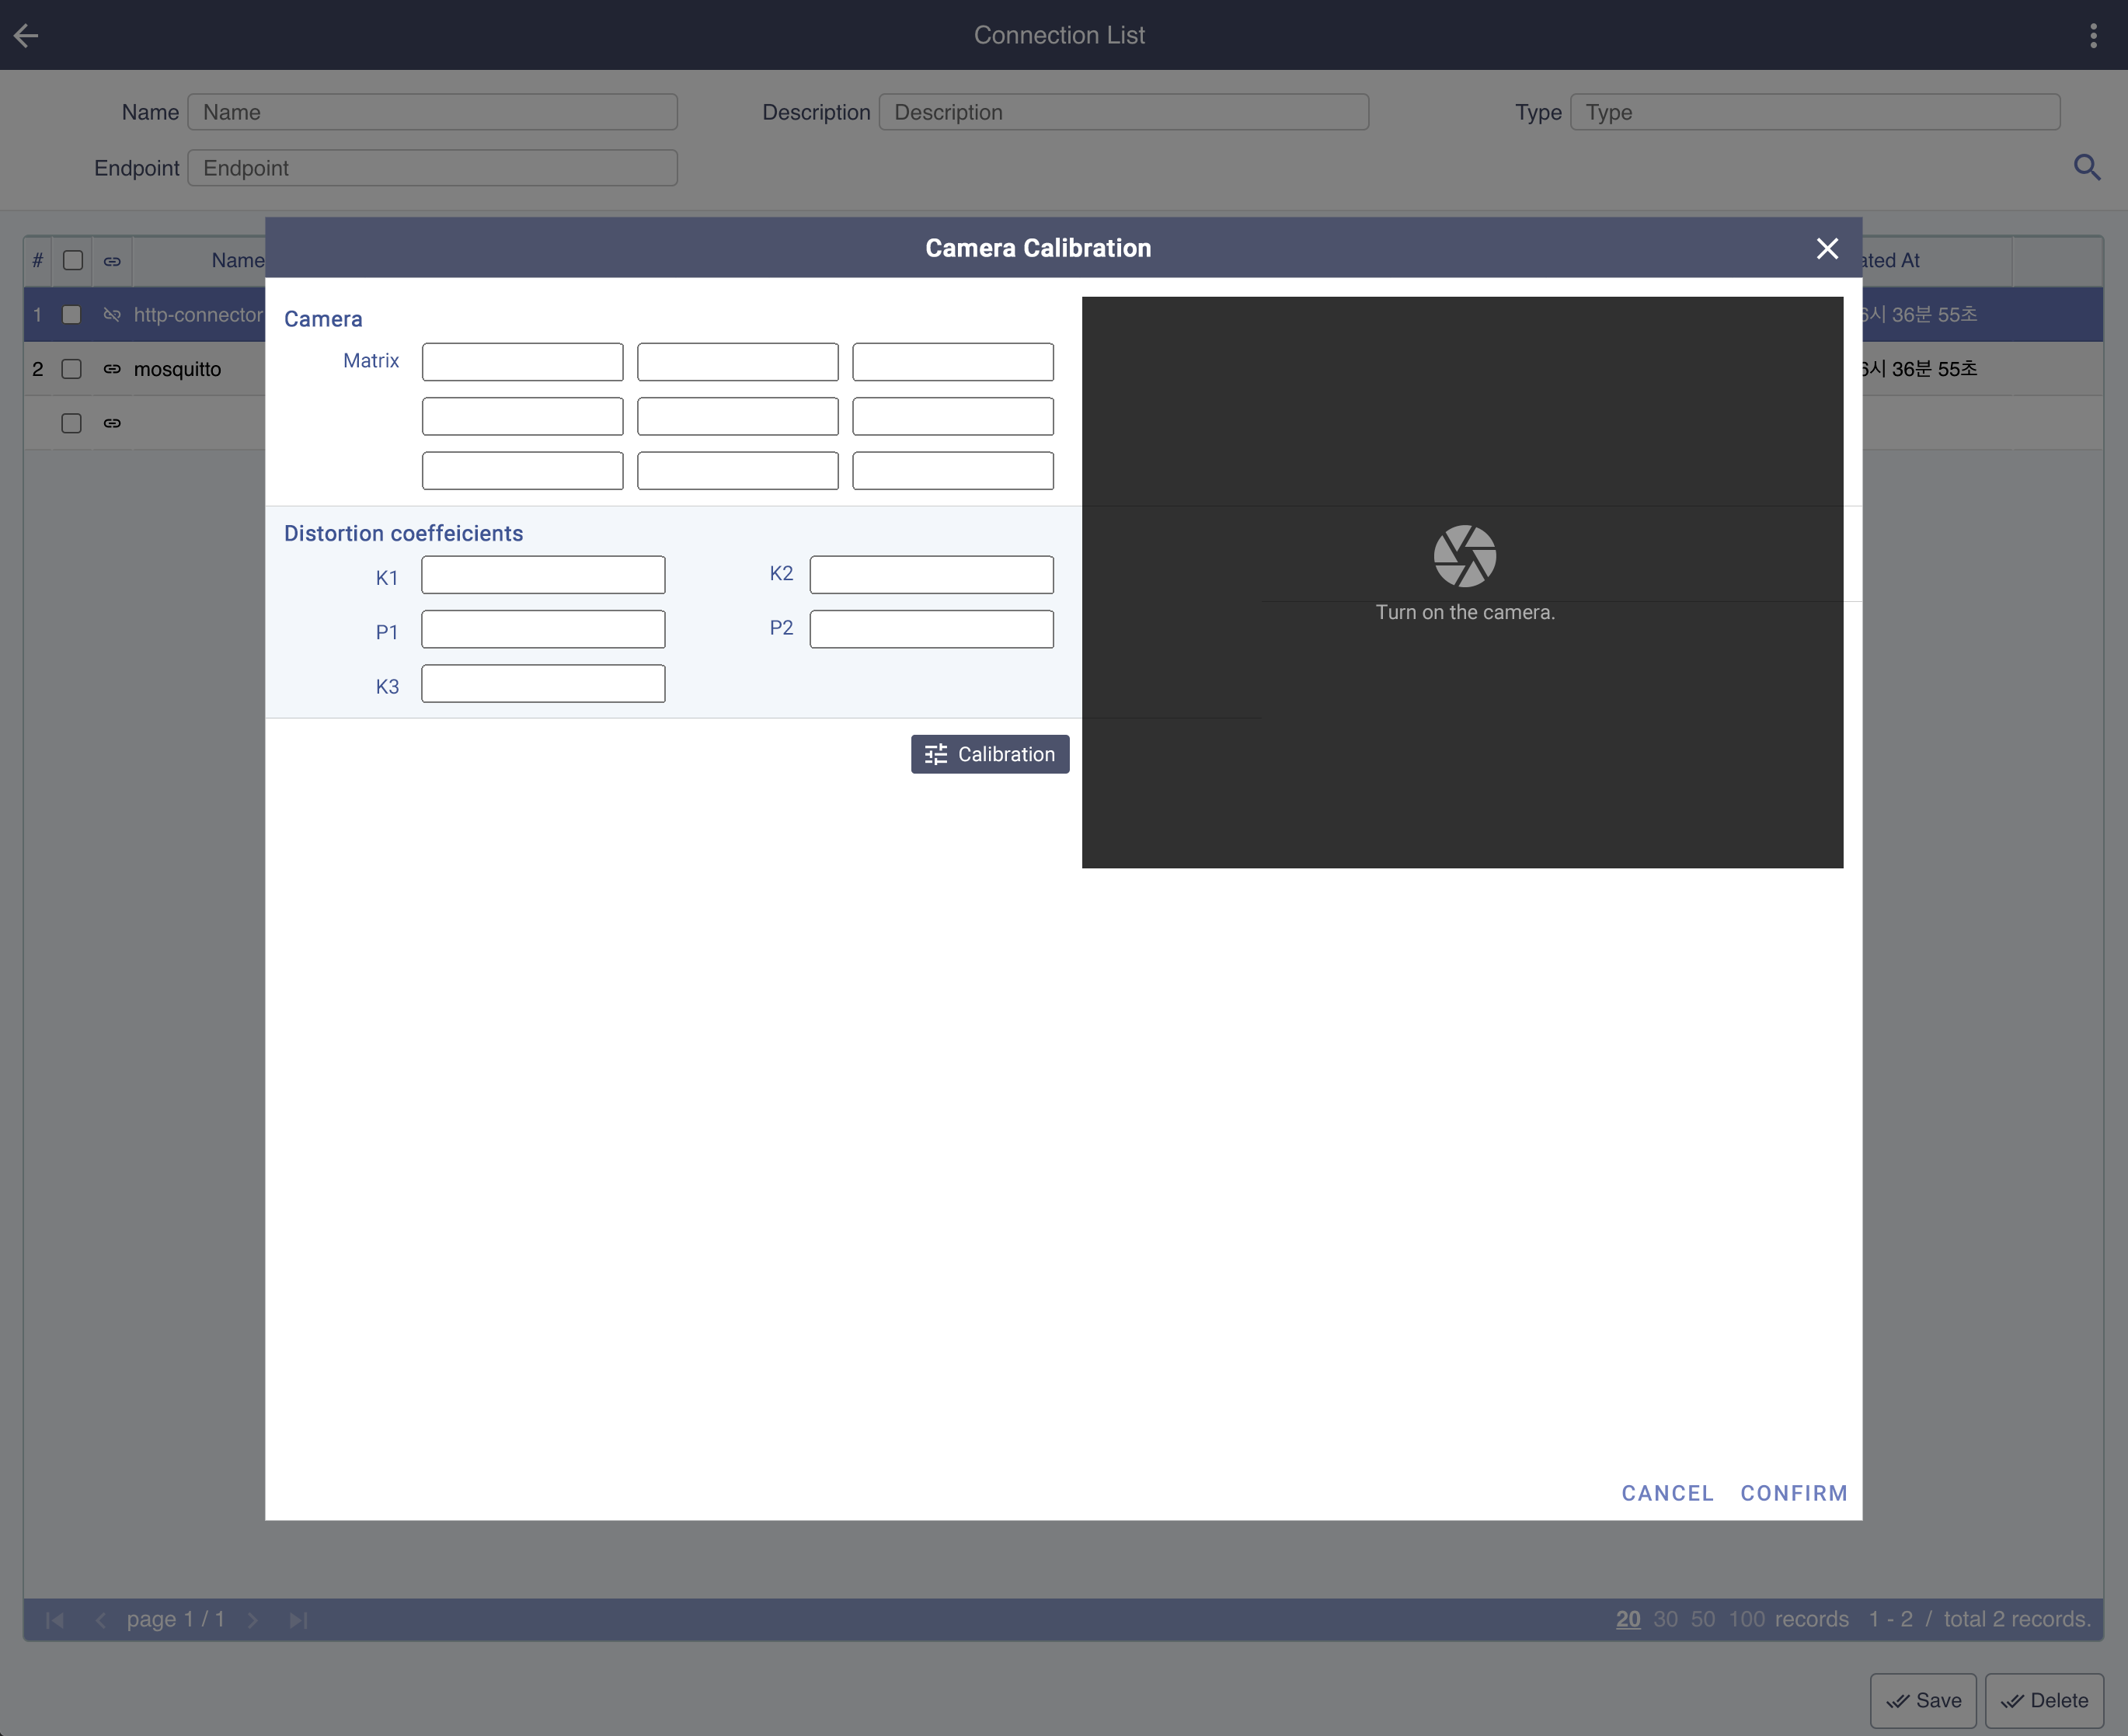 Connection List
Name Name Description Description Type Type
Endpoint Endpoint
Camera Calibration
# Name ated At
1 http-connector 6시 36분 55초
2 mosquitto 6시 36분 55초
Camera
Matrix
Distortion coeffeicients
K1 K2
P1 P2
K3
Turn on the camera.
Calibration
CANCEL CONFIRM
page 1 / 1 20 30 50 100 records 1 - 2 / total 2 records.
Save Delete